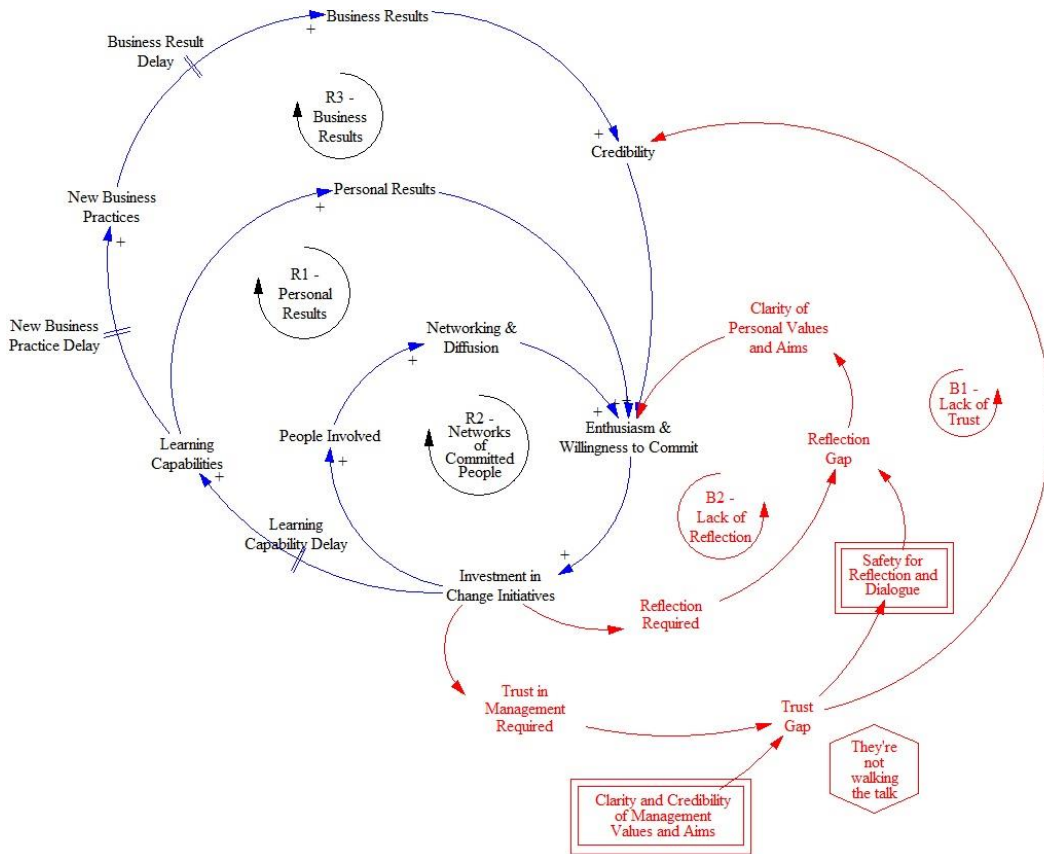 Business Results
+
Business Result
Delay
R3 -
Business
Results
+
Credibility
Personal Results
+
New Business
Practices
+
R1 -
Personal
Results
Clarity of
Personal Values
and Aims
New Business
Practice Delay
Networking &
Diffusion
+
B1 -
Lack of
Trust
R2 -
Networks
of
Committed
People
+ + +
Enthusiasm &
Willingness to Commit
People Involved
+
Reflection
Gap
Learning
Capabilities
+
B2 -
Lack of
Reflection
Learning
Capability Delay
+
Safety for
Reflection and
Dialogue
Investment in
Change Initiatives
Reflection
Required
Trust in
Management
Required
Trust
Gap
They're
not
walking
the talk
Clarity and Credibility
of Management
Values and Aims